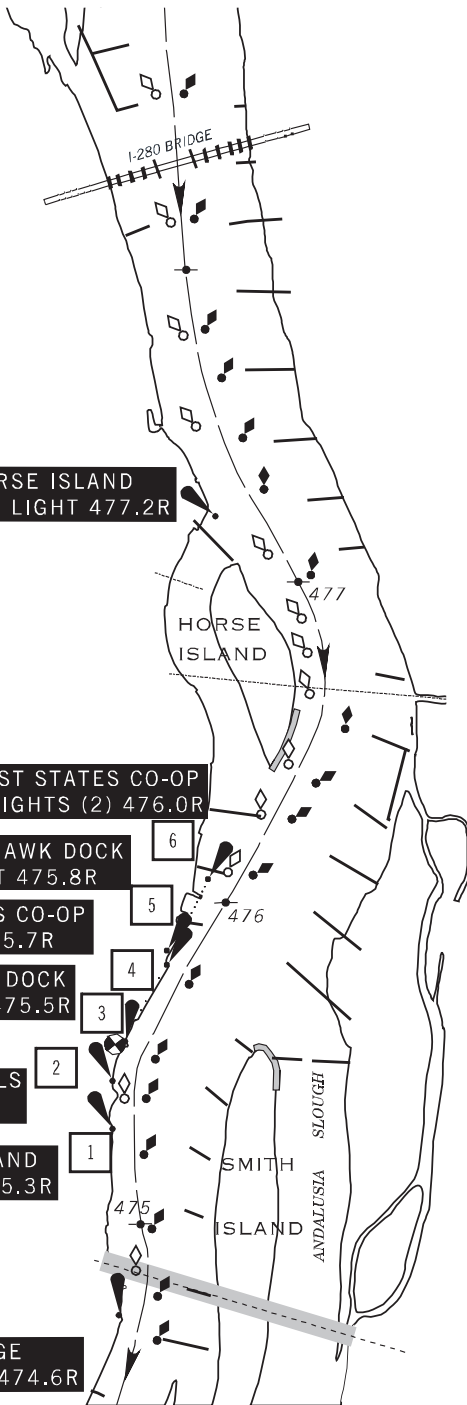 I-280 BRIDGE
RSE ISLAND
LIGHT 477.2R
477
HORSE
ISLAND
ST STATES CO-OP
IGHTS (2) 476.0R
6
AWK DOCK
T 475.8R
5
476
S CO-OP
5.7R
4
DOCK
475.5R
3
2
LS
1
AND
5.3R
SMITH
ISLAND
ANDALUSIA SLOUGH
475
GE
474.6R